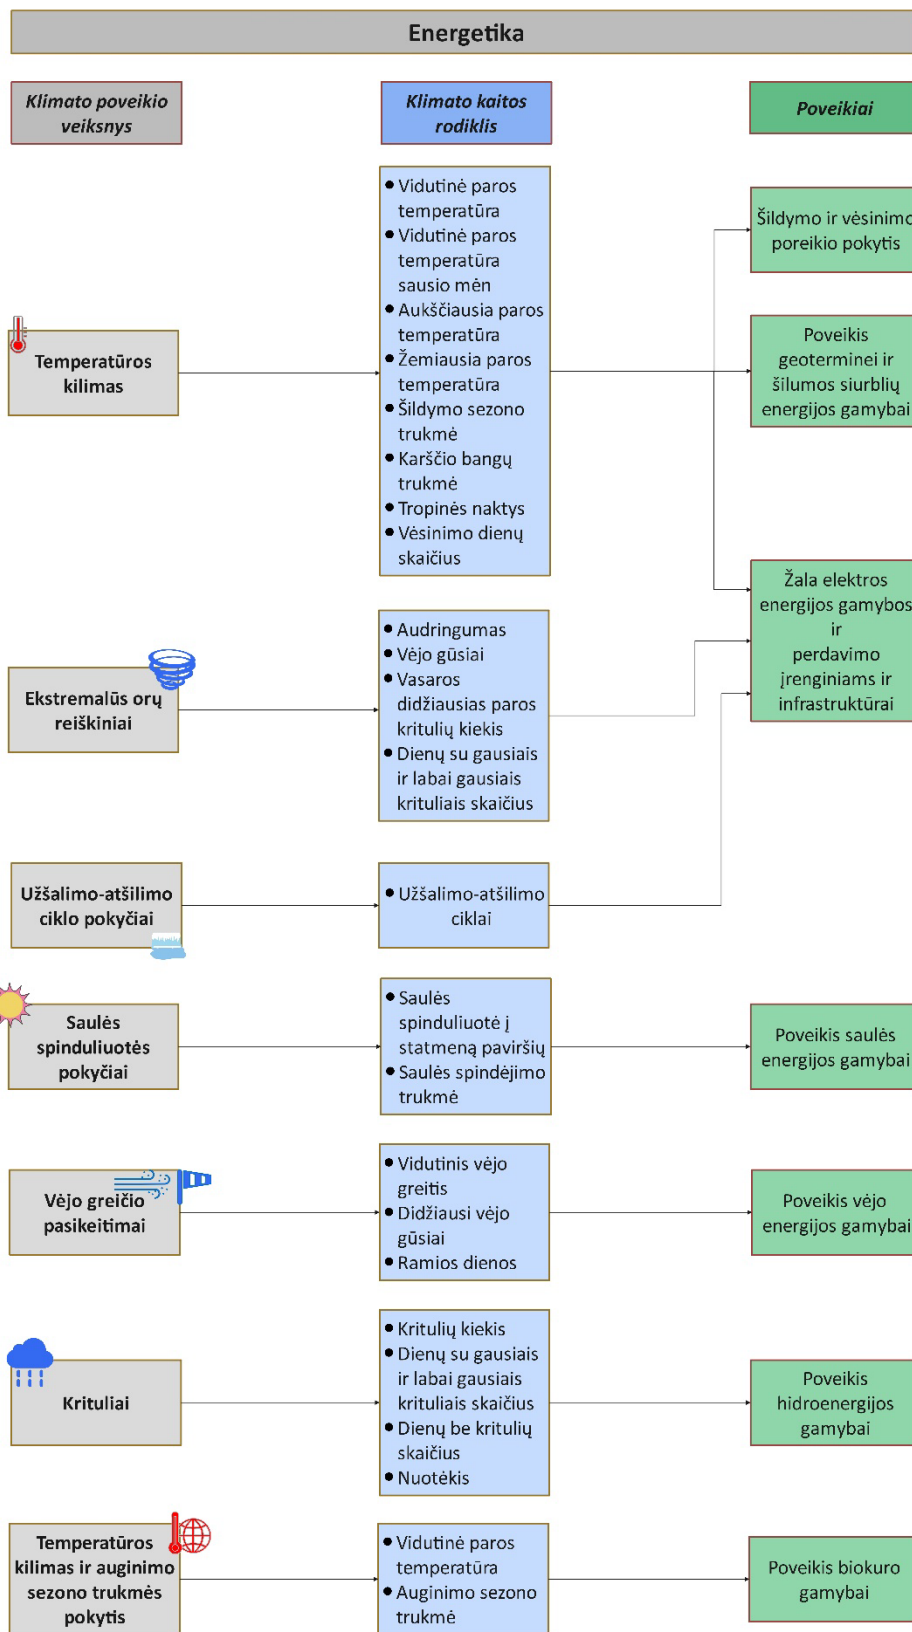 Energetika
Klimato poveikio
veiksnys
Klimato kaitos
rodiklis
Poveikiai
Temperatūros
kilimas
● Vidutinė paros
temperatūra
● Vidutinė paros
temperatūra
sausio mėn
● Aukščiausia paros
temperatūra
● Žemiausia paros
temperatūra
● Šildymo sezono
trukmė
● Karščio bangų
trukmė
● Tropinės naktys
● Vėsinimo dienų
skaičius
Šildymo ir vėsinimo
poreikio pokytis
Poveikis
geoterminei ir
šilumos siurblių
energijos gamybai
Žala elektros
energijos gamybos
ir
perdavimo
įrenginiams ir
infrastruktūrai
Ekstremalūs orų
reiškiniai
● Audringumas
● Vėjo gūsiai
● Vasaros
didžiausias paros
kritulių kiekis
● Dienų su gausiais
ir labai gausiais
krituliais skaičius
Užšalimo-atšilimo
ciklo pokyčiai
● Užšalimo-atšilimo
ciklai
Saulės
spinduliuotės
pokyčiai
● Saulės
spinduliuotė į
statmeną paviršių
● Saulės spindėjimo
trukmė
Poveikis saulės
energijos gamybai
Vėjo greičio
pasikeitimai
● Vidutinis vėjo
greitis
● Didžiausi vėjo
gūsiai
● Ramios dienos
Poveikis vėjo
energijos gamybai
Krituliai
● Kritulių kiekis
● Dienų su gausiais
ir labai gausiais
krituliais skaičius
● Dienų be kritulių
skaičius
● Nuotėkis
Poveikis
hidroenergijos
gamybai
Temperatūros
kilimas ir auginimo
sezono trukmės
pokytis
● Vidutinė paros
temperatūra
● Auginimo sezono
trukmė
Poveikis biokuro
gamybai